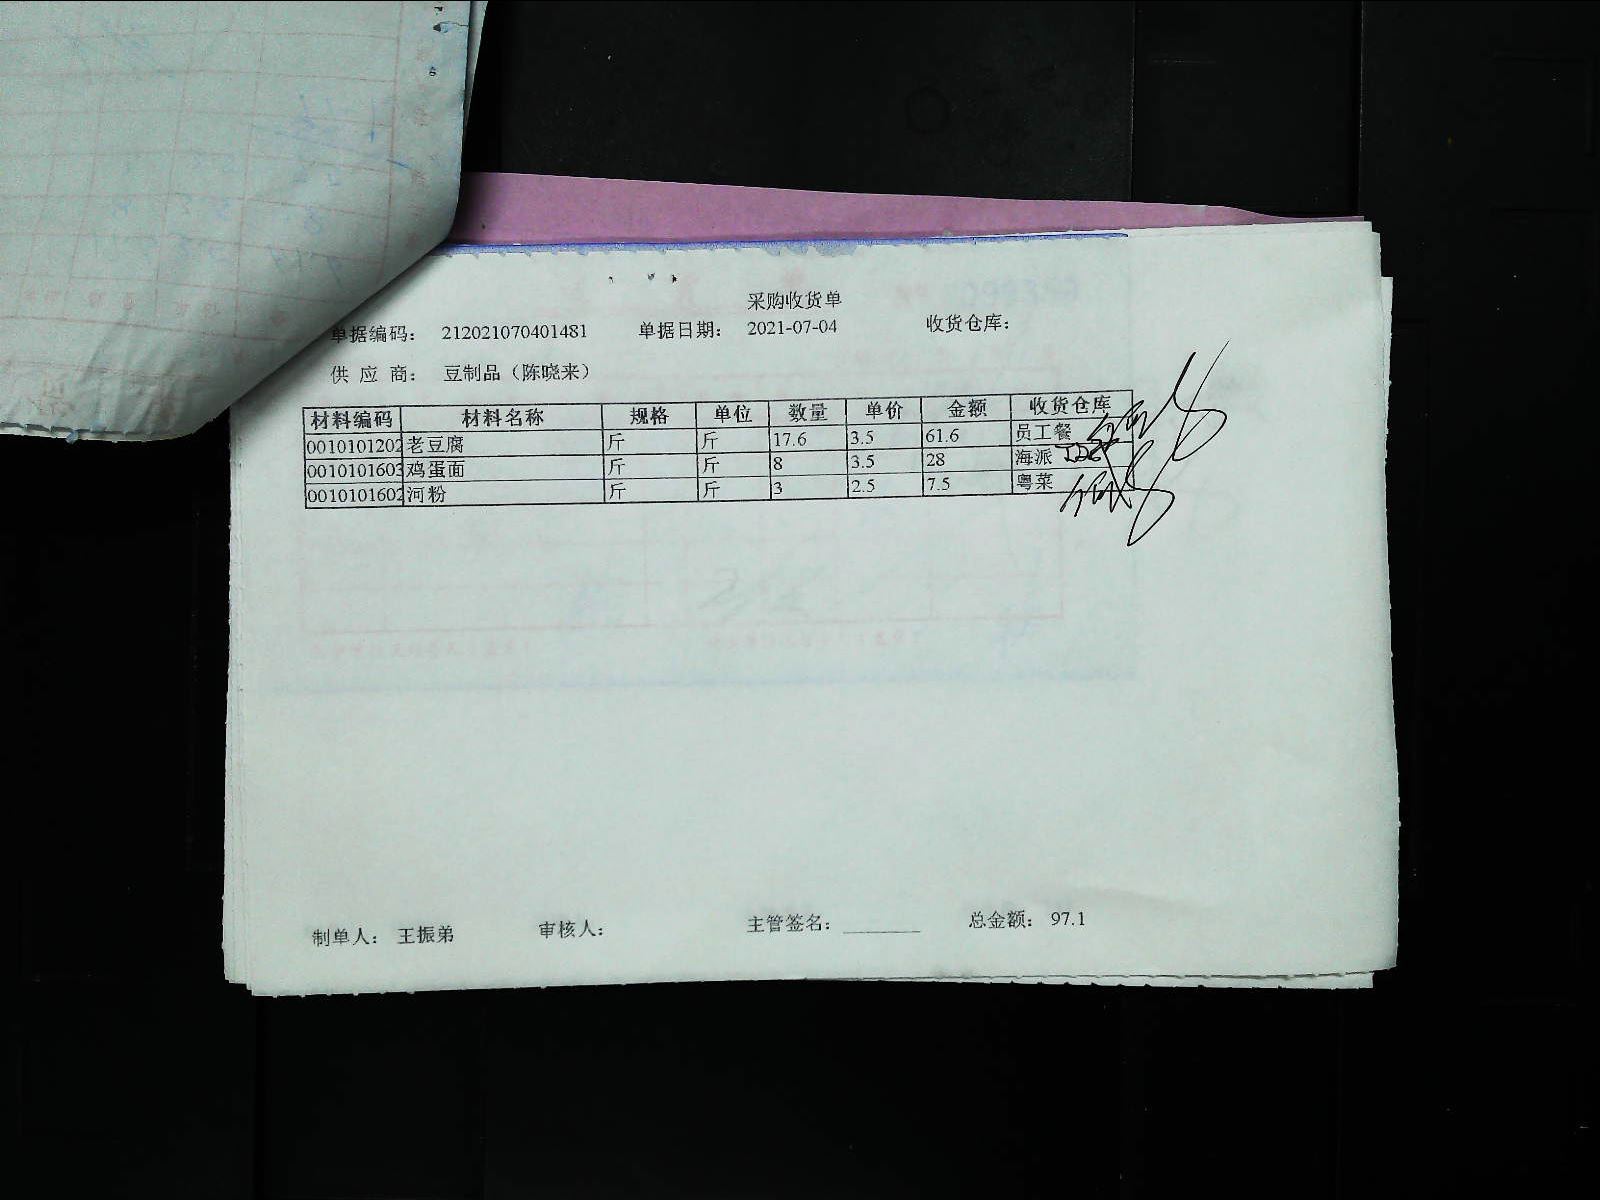 采购收货单
单据编码： 212021070401481 单据日期： 2021-07-04 收货仓库：
供 应 商： 豆制品（陈晓来）
材料编码 材料名称 规格 单位 数量 单价 金额 收货仓库
0010101202 老豆腐 斤 斤 17.6 3.5 61.6 员工餐
0010101603 鸡蛋面 斤 斤 8 3.5 28 海派
0010101602 河粉 斤 斤 3 2.5 7.5 粤菜
制单人： 王振弟 审核人： 主管签名： 总金额： 97.1